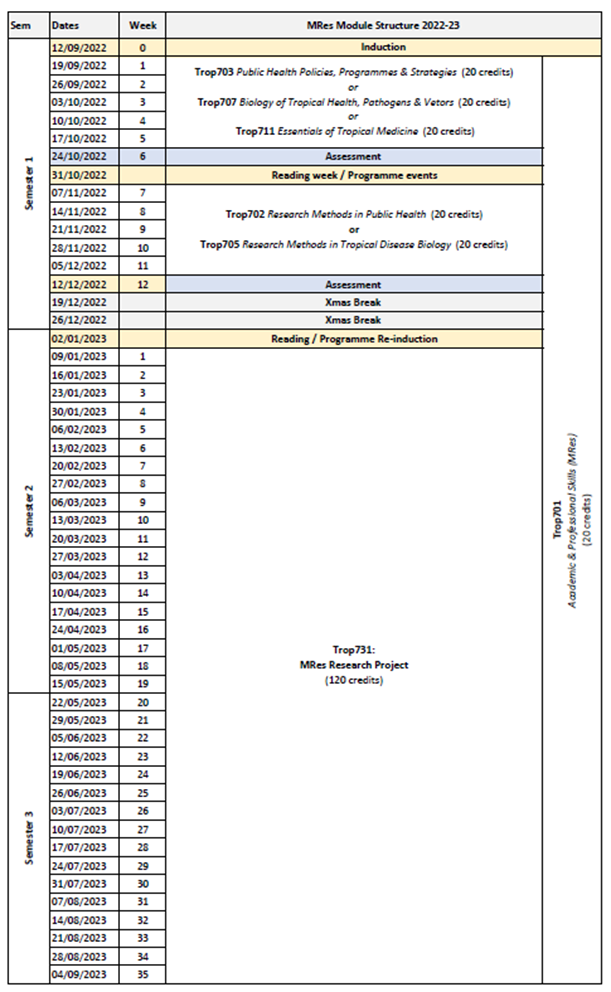 Sem Dates Week MRes Module Structure 2022-23
12/09/2022 0 Induction
19/09/2022 1
Trop703 Public Health Policies, Programmes & Strategies (20 credits)
26/09/2022 2
or
03/10/2022 3
Trop707 Biology of Tropical Health, Pathogens & Vetors (20 credits)
10/10/2022 4
or
17/10/2022 5
Trop711 Essentials of Tropical Medicine (20 credits)
24/10/2022 6 Assessment
Semester 1
31/10/2022 Reading week / Programme events
07/11/2022 7
14/11/2022 8
Trop702 Research Methods in Public Health (20 credits)
21/11/2022 9
or
28/11/2022 10
Trop705 Research Methods in Tropical Disease Biology (20 credits)
05/12/2022 11
12/12/2022 12 Assessment
19/12/2022 Xmas Break
26/12/2022 Xmas Break
02/01/2023 Reading / Programme Re-induction
09/01/2023 1
16/01/2023 2
23/01/2023 3
30/01/2023 4
06/02/2023 5
13/02/2023 6
20/02/2023 7
27/02/2023 8
06/03/2023 9
Semester 2
13/03/2023 10
20/03/2023 11
27/03/2023 12
03/04/2023 13
10/04/2023 14
17/04/2023 15
24/04/2023 16
01/05/2023 17
08/05/2023 18
15/05/2023 19
Trop731:
MRes Research Project
(120 credits)
Trop701
Academic & Professional Skills (MRes)
(20 credits)
22/05/2023 20
29/05/2023 21
05/06/2023 22
12/06/2023 23
19/06/2023 24
26/06/2023 25
03/07/2023 26
10/07/2023 27
Semester 3
17/07/2023 28
24/07/2023 29
31/07/2023 30
07/08/2023 31
14/08/2023 32
21/08/2023 33
28/08/2023 34
04/09/2023 35